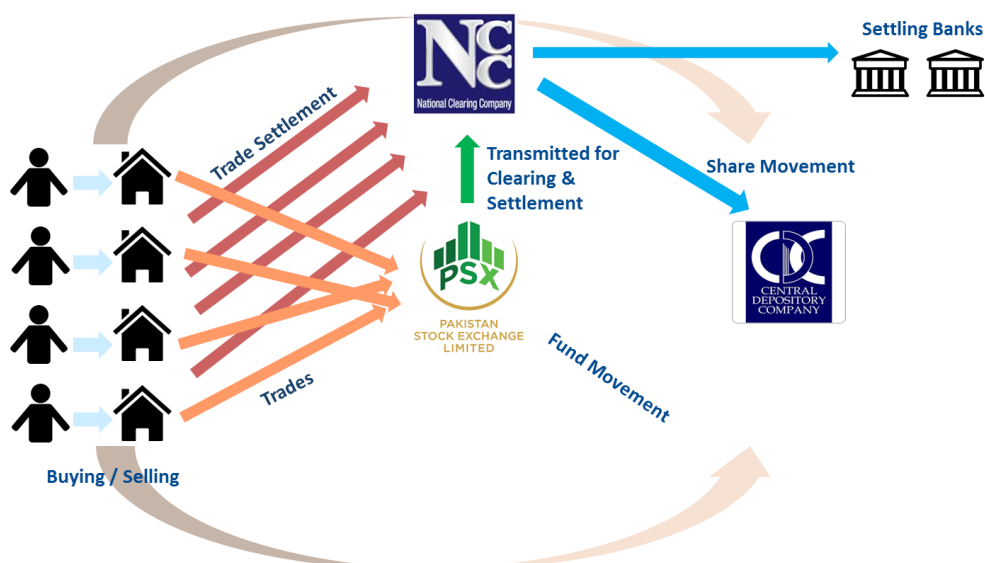 NCC
National Clearing Company
Settling Banks
Trade Settlement
Transmitted for
Clearing &
Settlement
Share Movement
PSX
PAKISTAN
STOCK EXCHANGE
LIMITED
CDC
CENTRAL
DEPOSITORY
COMPANY
Fund Movement
Trades
Buying / Selling